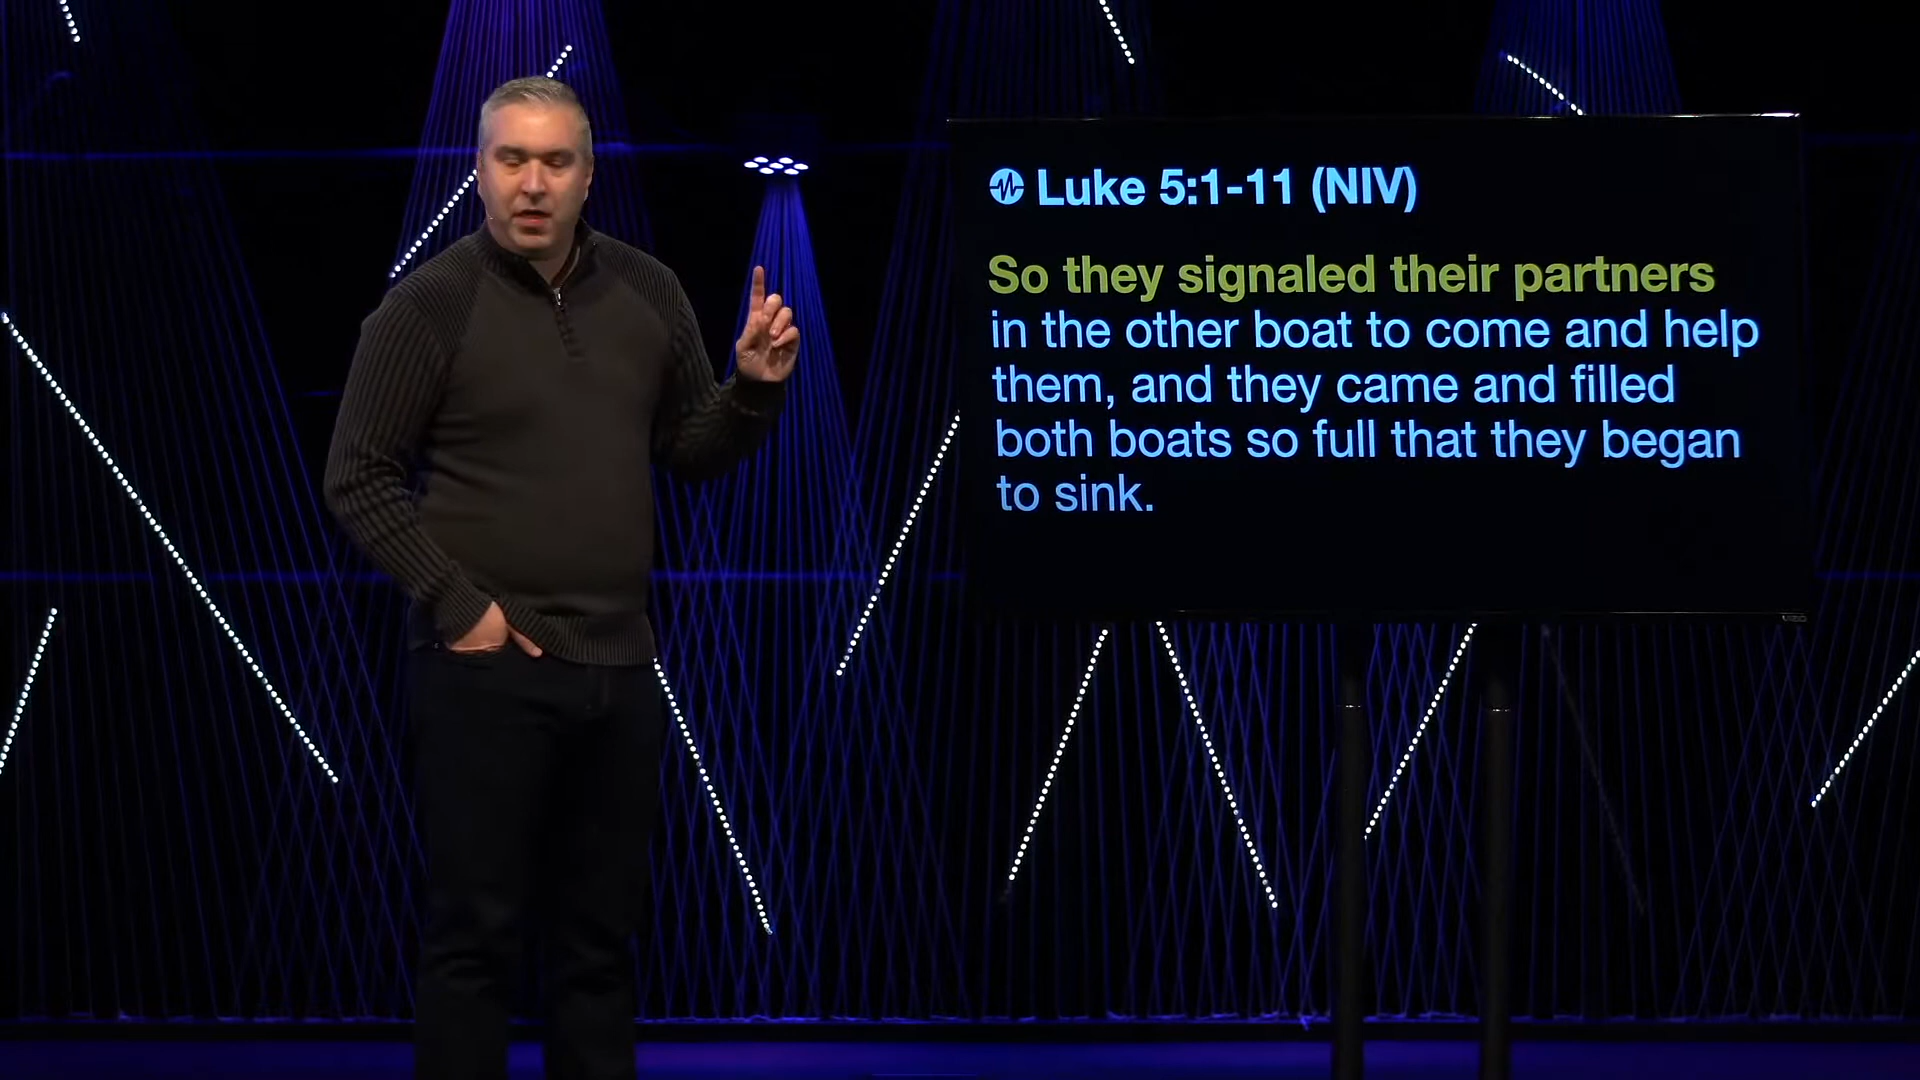 Luke 5:1-11 (NIV)
So they signaled their partners
in the other boat to come and help
them, and they came and filled
both boats so full that they began
to sink.
VIZIO